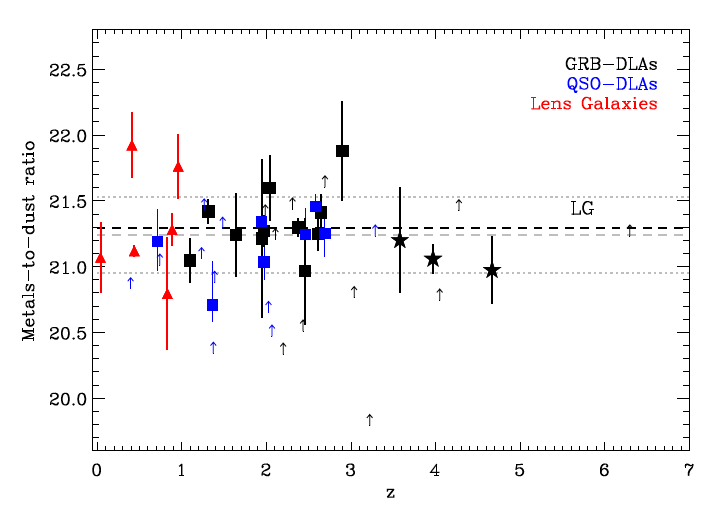 GRB−DLAs
QSO−DLAs
Lens Galaxies
LG
Metals−to−dust ratio
22.5
22.0
21.5
21.0
20.5
20.0
0 1 2 3 4 5 6 7
z